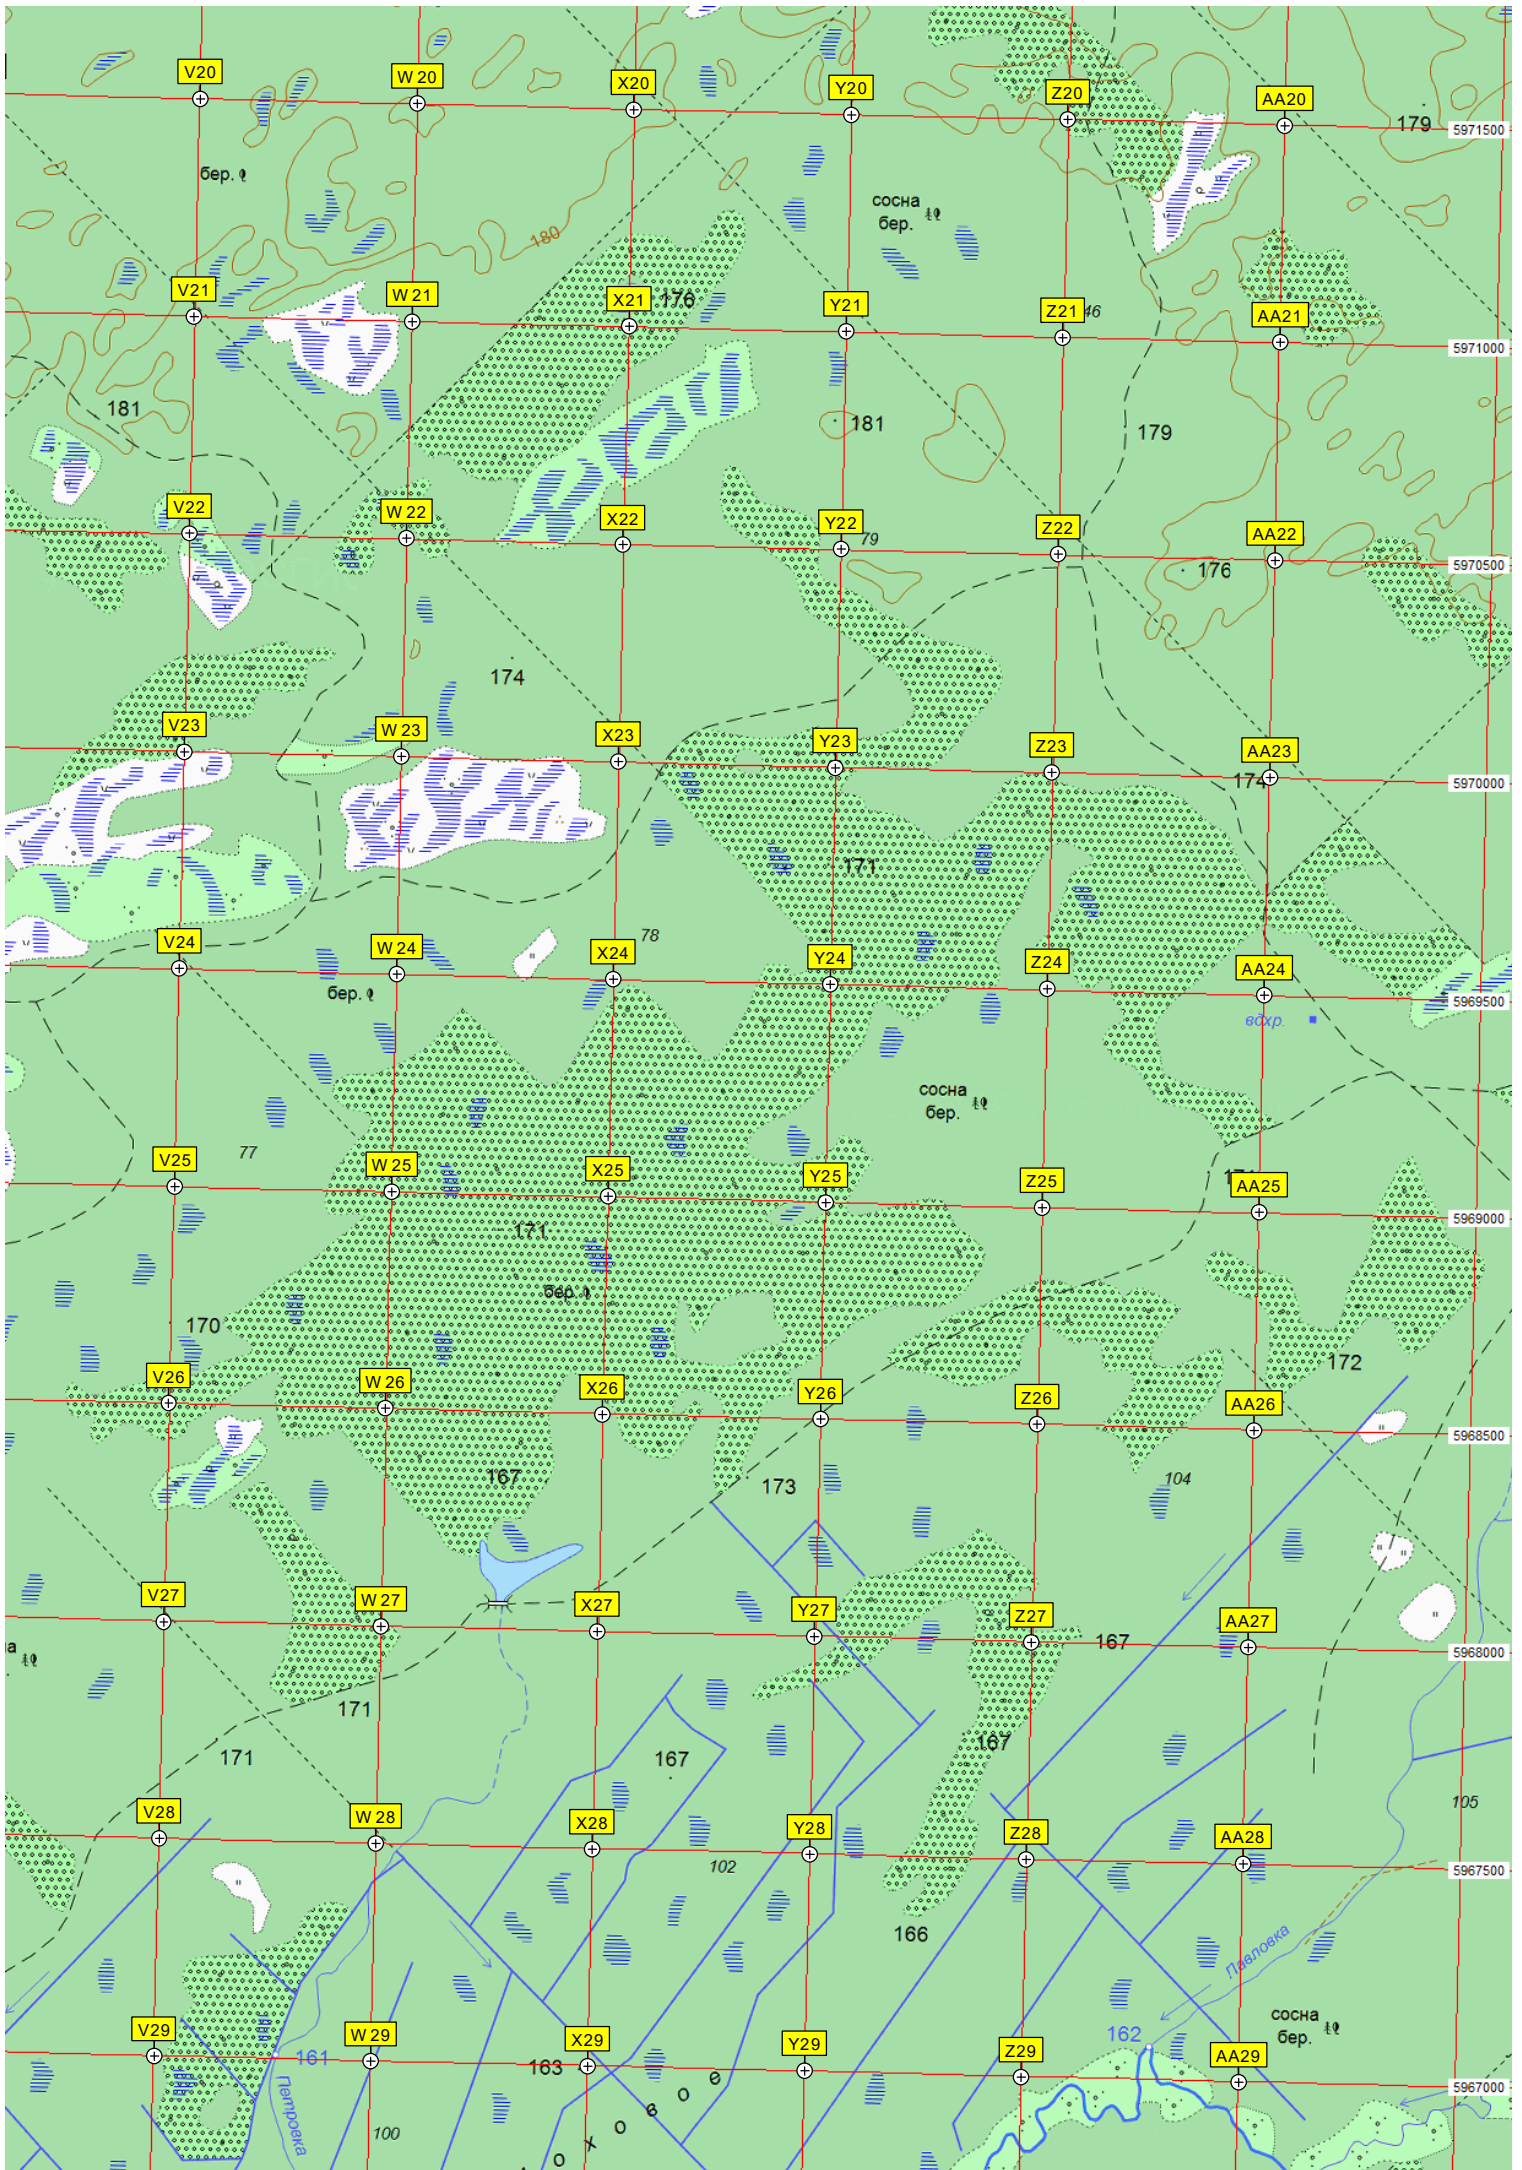 V20
W 20
X20
Y20
Z20
AA20
179
5971500
бер.
сосна
бер.
180
V21
W 21
X21
176
Y21
Z21
46
AA21
5971000
181
181
179
V22
W 22
X22
Y22
79
Z22
AA22
176
5970500
174
V23
W 23
X23
Y23
Z23
AA23
174
5970000
171
78
V24
W 24
X24
Y24
Z24
AA24
бер.
5969500
вдхр.
сосна
бер.
77
V25
W 25
X25
Y25
Z25
AA25
5969000
171
бер.
170
172
V26
W 26
X26
Y26
Z26
AA26
5968500
167
173
104
V27
W 27
X27
Y27
Z27
AA27
167
5968000
а
171
171
167
167
V28
W 28
X28
Y28
Z28
AA28
105
102
5967500
166
Павловка
сосна
бер.
V29
W 29
X29
Y29
Z29
AA29
162
161
163
5967000
Петровка
100
о х о в о е